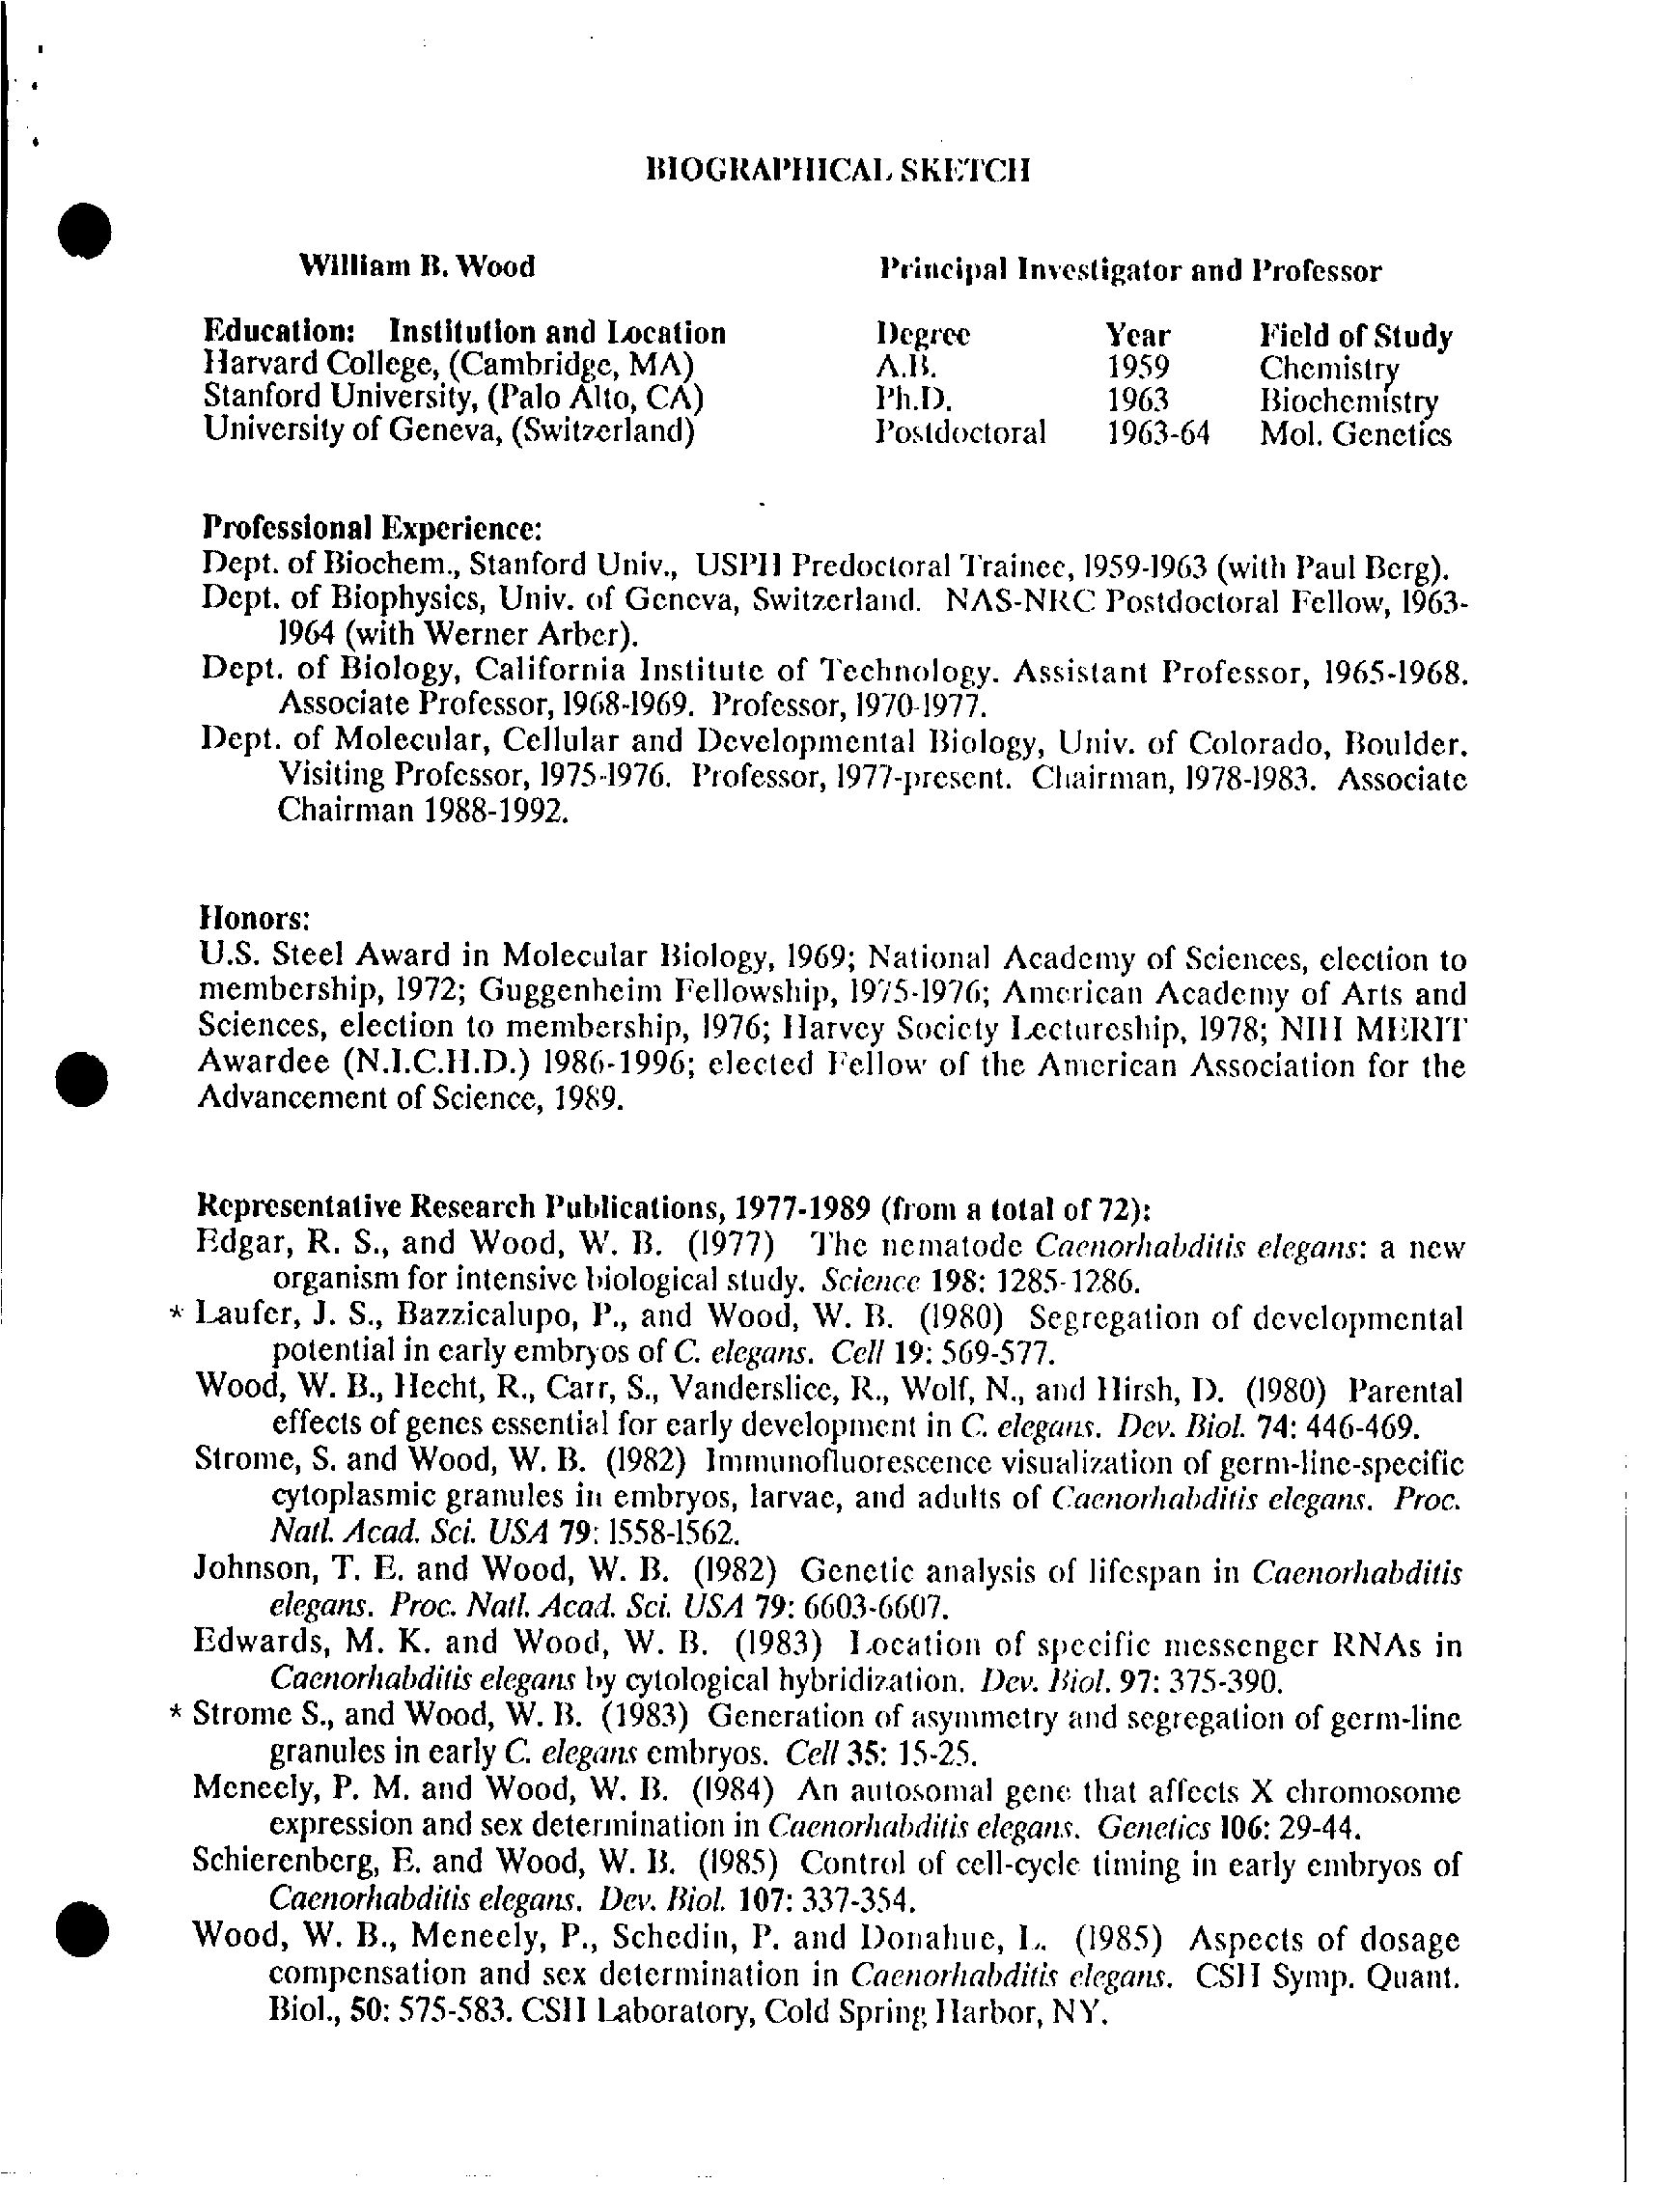 BIOGRAPHICAL SKETCH
William B. Wood Principal Investigator and Professor
Education: Institution and Location Degree Year Field of Study
Harvard College, (Cambridge, MA) A.B. 1959 Chemistry
Stanford University, (Palo Alto, CA) Ph.D. 1963 Biochemistry
University of Geneva, (Switzerland) Postdoctoral 1963-64 Mol. Genetics
Professional Experience:
Dept. of Biochem., Stanford Univ., USPH Predoctoral Trainee, 1959-1963 (with Paul Berg).
Dept. of Biophysics, Univ. of Geneva, Switzerland. NAS-NRC Postdoctoral Fellow, 1963-
1964 (with Werner Arber).
Dept. of Biology, California Institute of Technology. Assistant Professor, 1965-1968.
Associate Professor, 1968-1969. Professor, 1970-1977.
Dept. of Molecular, Cellular and Developmental Biology, Univ. of Colorado, Boulder.
Visiting Professor, 1975-1976. Professor, 1977-present. Chairman, 1978-1983. Associate
Chairman 1988-1992.
Honors:
U.S. Steel Award in Molecular Biology, 1969; National Academy of Sciences, election to
membership, 1972; Guggenheim Fellowship, 1975-1976; American Academy of Arts and
Sciences, election to membership, 1976; Harvey Society Lectureship, 1978; NIH MERIT
Awardee (N.I.C.H.D.) 1986-1996; elected Fellow of the American Association for the
Advancement of Science, 1989.
Representative Research Publications, 1977-1989 (from a total of 72):
Edgar, R. S., and Wood, W. B. (1977) The nematode Caenorhabditis elegans: a new
organism for intensive biological study. Science 198: 1285-1286.
* Laufer, J. S., Bazzicalupo, P., and Wood, W. B. (1980) Segregation of developmental
potential in early embryos of C. elegans. Cell 19: 569-577.
Wood, W. B., Hecht, R., Carr, S., Vanderslice, R., Wolf, N., and Hirsh, D. (1980) Parental
effects of genes essential for early development in C. elegans. Dev. Biol. 74: 446-469.
Strome, S. and Wood, W. B. (1982) Immunofluorescence visualization of germ-line-specific
cytoplasmic granules in embryos, larvae, and adults of Caenorhabditis elegans. Proc.
Natl. Acad. Sci. USA 79: 1558-1562.
Johnson, T. E. and Wood, W. B. (1982) Genetic analysis of lifespan in Caenorhabditis
elegans. Proc. Natl. Acad. Sci. USA 79: 6603-6607.
Edwards, M. K. and Wood, W. B. (1983) Location of specific messenger RNAs in
Caenorhabditis elegans by cytological hybridization. Dev. Biol. 97: 375-390.
* Strome S., and Wood, W. B. (1983) Generation of asymmetry and segregation of germ-line
granules in early C. elegans embryos. Cell 35: 15-25.
Meneely, P. M. and Wood, W. B. (1984) An autosomal gene that affects X chromosome
expression and sex determination in Caenorhabditis elegans. Genetics 106: 29-44.
Schierenberg, E. and Wood, W. B. (1985) Control of cell-cycle timing in early embryos of
Caenorhabditis elegans. Dev. Biol. 107: 337-354.
Wood, W. B., Meneely, P., Schedin, P. and Donahue, L. (1985) Aspects of dosage
compensation and sex determination in Caenorhabditis elegans. CSH Symp. Quant.
Biol., 50: 575-583. CSH Laboratory, Cold Spring Harbor, NY.